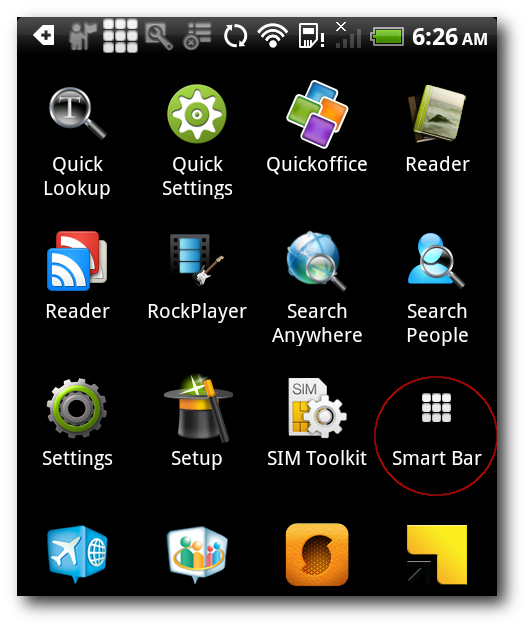 6:26 AM
T
Quick Lookup
Quick Settings
Quickoffice
Reader
Reader
RockPlayer
Search Anywhere
Search People
SIM
Settings
Setup
SIM Toolkit
Smart Bar